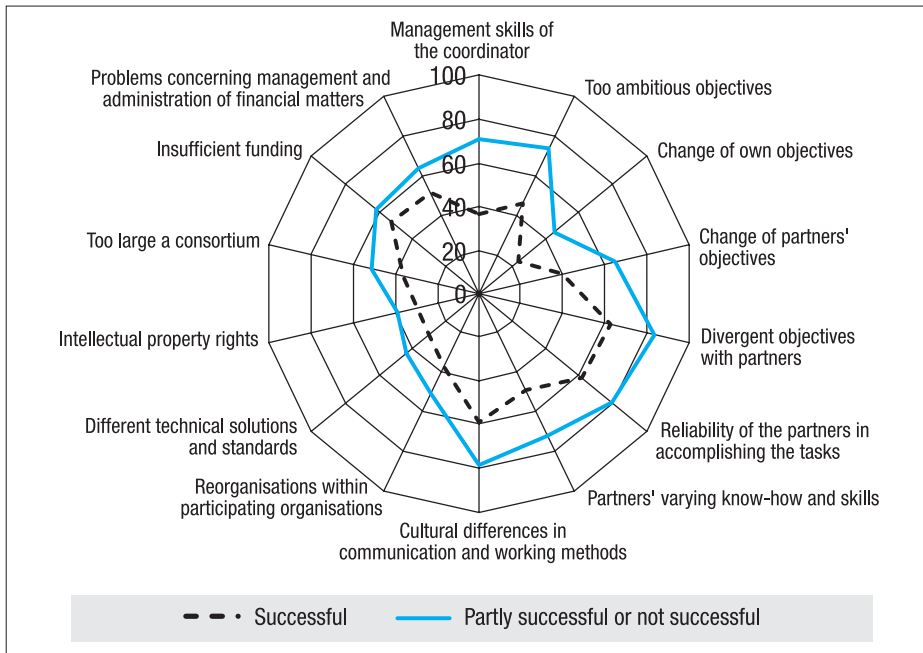 Management skills of
the coordinator
Too ambitious objectives
Change of own objectives
Change of partners'
objectives
Divergent objectives
with partners
Reliability of the partners in
accomplishing the tasks
Partners' varying know-how and skills
Cultural differences in
communication and working methods
Reorganisations within
participating organisations
Different technical solutions
and standards
Intellectual property rights
Too large a consortium
Insufficient funding
Problems concerning management and
administration of financial matters
100
80
60
40
20
0
Successful
Partly successful or not successful